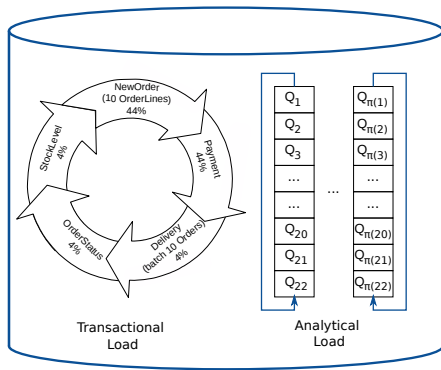 NewOrder
(10 OrderLines)
44%
Payment
44%
Delivery
(batch 10 Orders)
4%
OrderStatus
4%
StockLevel
4%
Transactional
Load
Q1
Q2
Q3
...
...
Q20
Q21
Q22
...
Qπ(1)
Qπ(2)
Qπ(3)
...
...
Qπ(20)
Qπ(21)
Qπ(22)
Analytical
Load